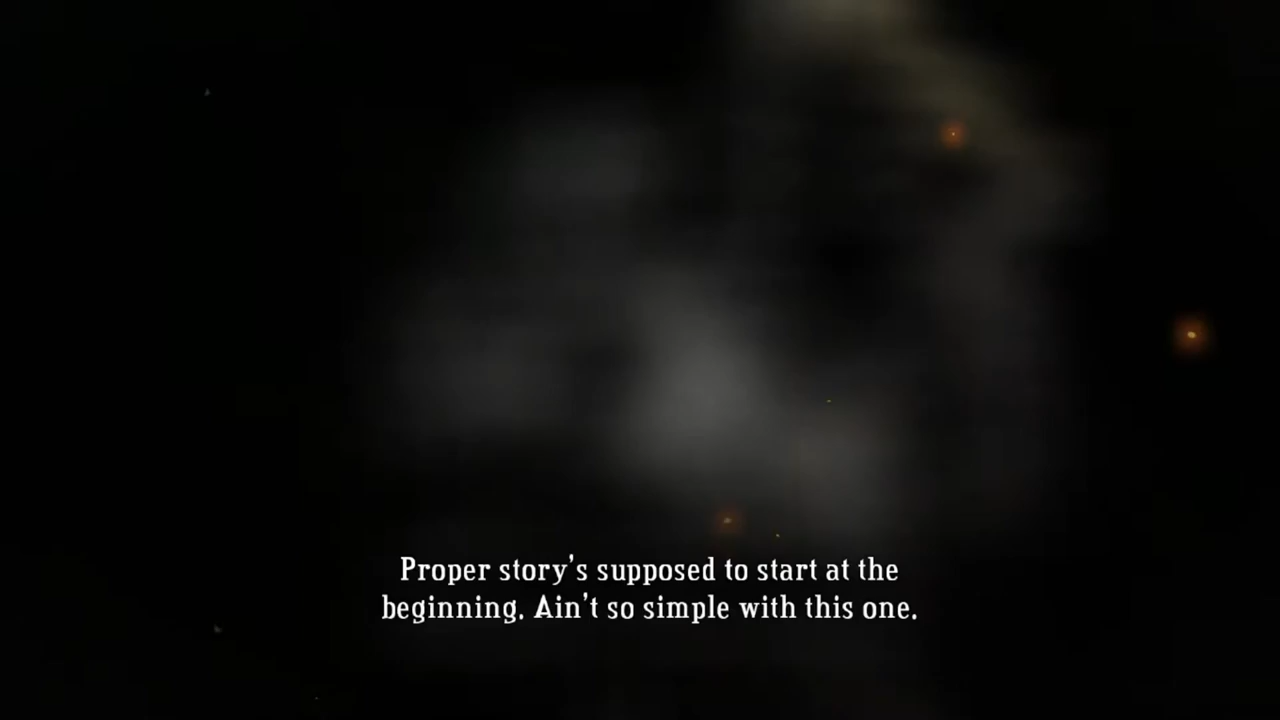 Proper story's supposed to start at the
beginning. Ain't so simple with this one.